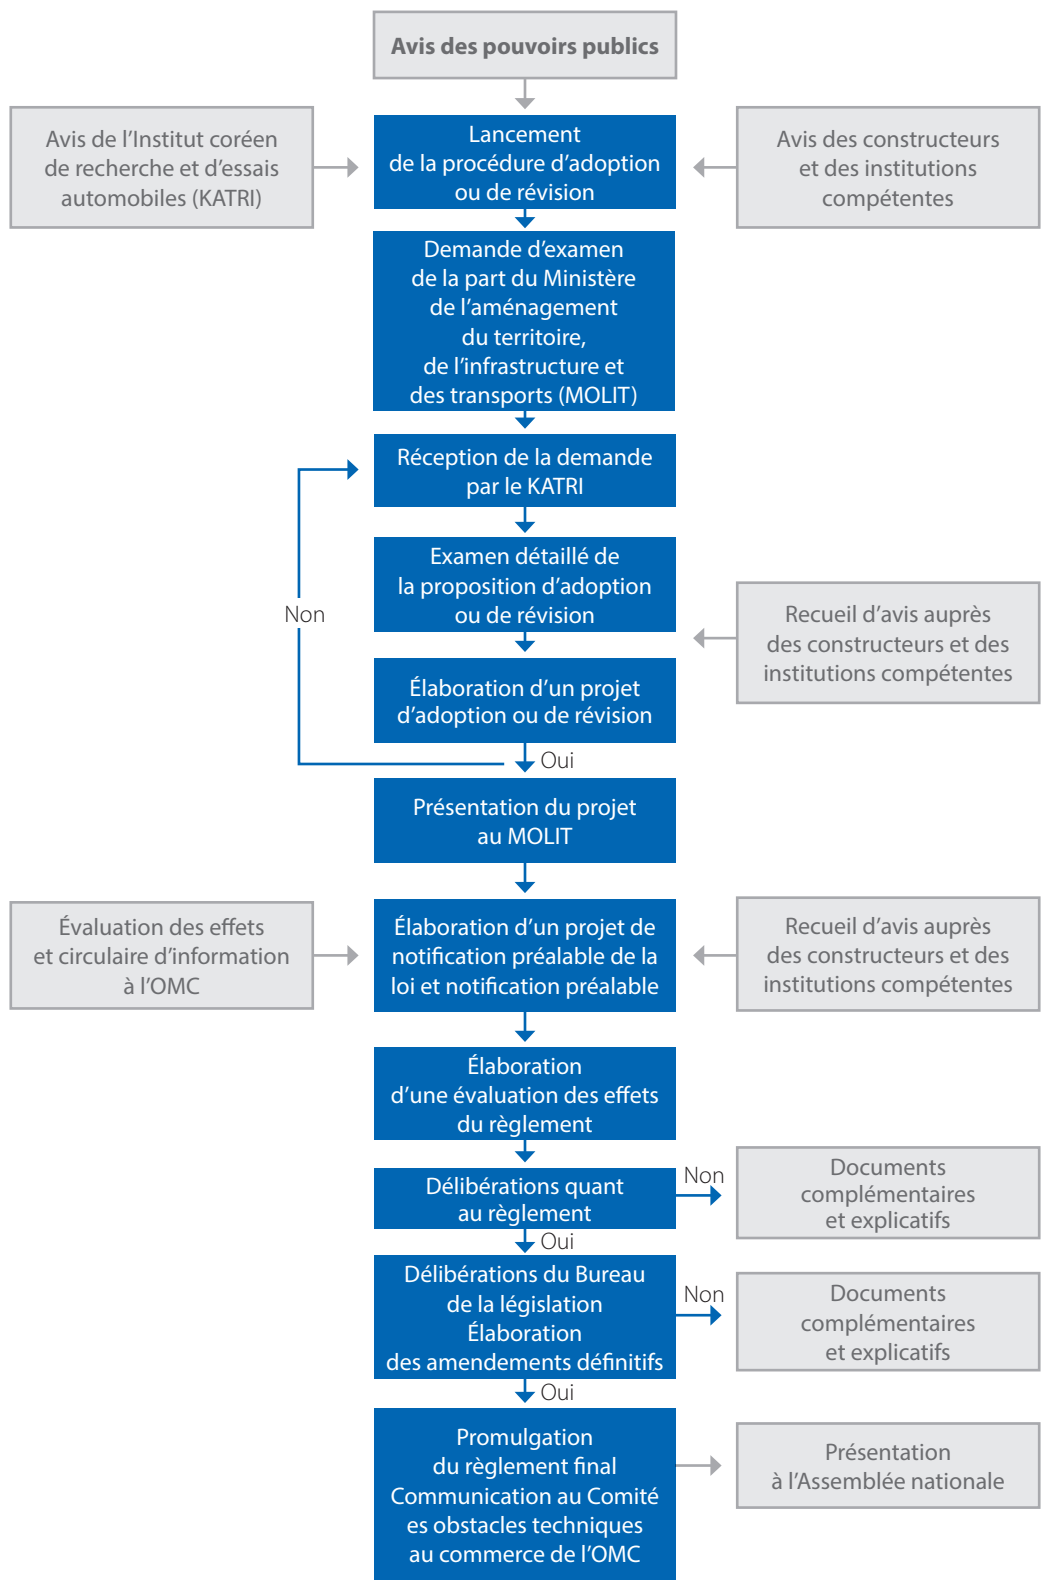 Avis des pouvoirs publics
Avis de l'Institut coréen
de recherche et d'essais
automobiles (KATRI)
Lancement
de la procédure d'adoption
ou de révision
Avis des constructeurs
et des institutions
compétentes
Demande d'examen
de la part du Ministère
de l'aménagement
du territoire,
de l'infrastructure et
des transports (MOLIT)
Réception de la demande
par le KATRI
Examen détaillé de
la proposition d'adoption
ou de révision
Non
Recueil d'avis auprès
des constructeurs et des
institutions compétentes
Élaboration d'un projet
d'adoption ou de révision
Oui
Présentation du projet
au MOLIT
Évaluation des effets
et circulaire d'information
à l'OMC
Élaboration d'un projet de
notification préalable de la
loi et notification préalable
Recueil d'avis auprès
des constructeurs et des
institutions compétentes
Élaboration
d'une évaluation des effets
du règlement
Délibérations quant
au règlement
Non
Documents
complémentaires
et explicatifs
Oui
Délibérations du Bureau
de la législation
Élaboration
des amendements définitifs
Non
Documents
complémentaires
et explicatifs
Oui
Promulgation
du règlement final
Communication au Comité
es obstacles techniques
au commerce de l'OMC
Présentation
à l'Assemblée nationale